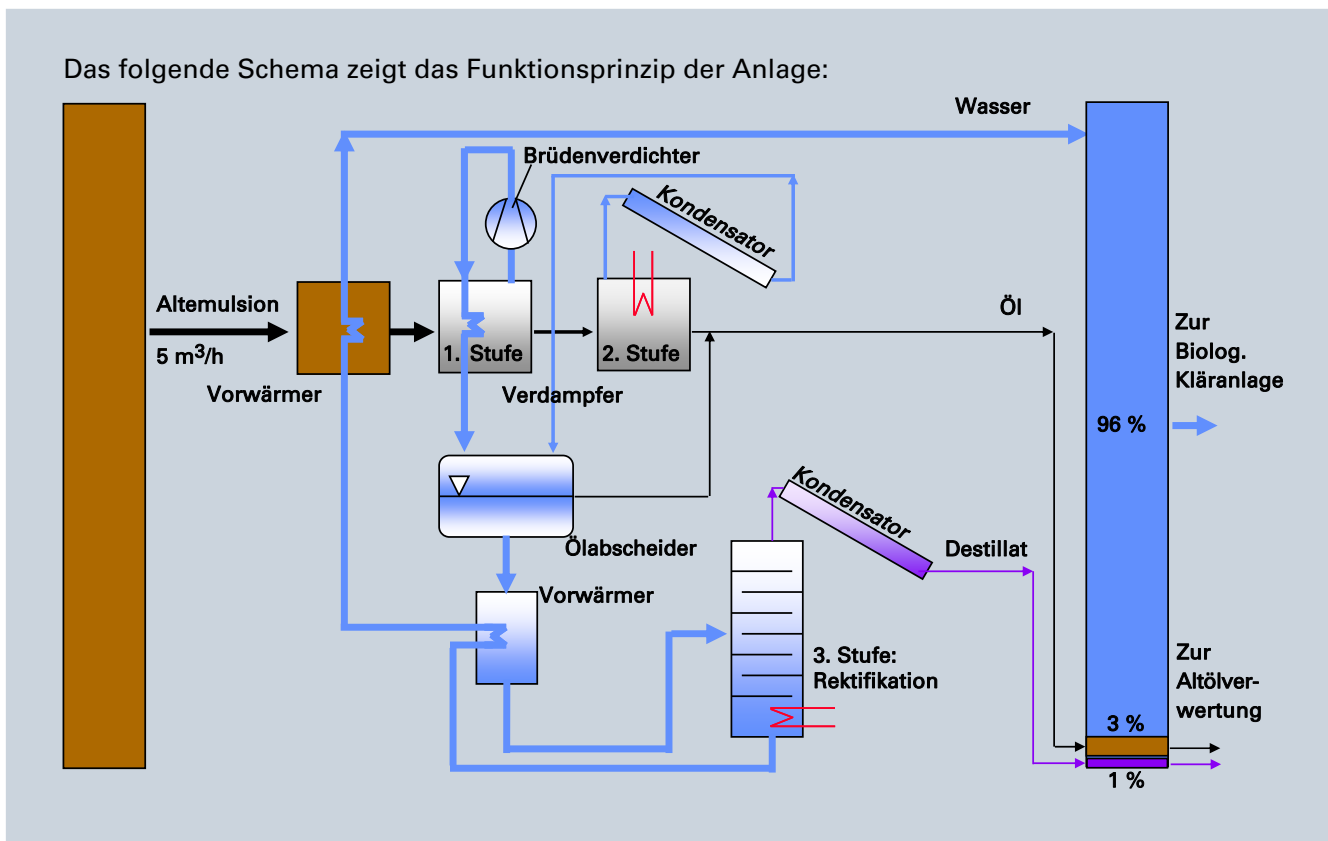 Das folgende Schema zeigt das Funktionsprinzip der Anlage:
Wasser
Brüdenverdichter
Kondensator
Altemulsion
5 m³/h
Vorwärmer
1. Stufe
2. Stufe
Verdampfer
Öl
Zur
Biolog.
Kläranlage
96 %
Ölabscheider
Vorwärmer
Kondensator
Destillat
3. Stufe:
Rektifikation
Zur
Altölver-
wertung
3 %
1 %